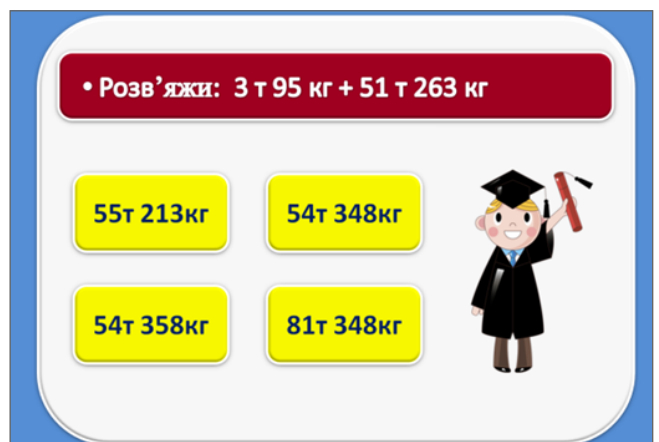 • Розв’яжи: 3 т 95 кг + 51 т 263 кг
55т 213кг
54т 348кг
54т 358кг
81т 348кг